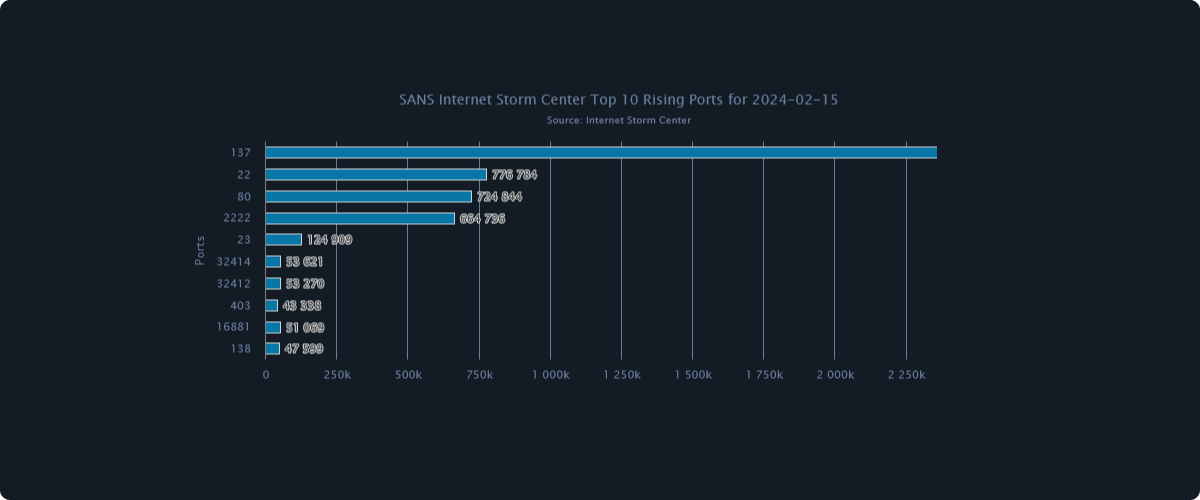 SANS Internet Storm Center Top 10 Rising Ports for 2024-02-15
Source: Internet Storm Center
Ports
137
22 776 784
80 724 844
2222 664 736
23 124 909
32414 53 621
32412 53 270
403 43 338
16881 51 069
138 47 599
0 250k 500k 750k 1 000k 1 250k 1 500k 1 750k 2 000k 2 250k